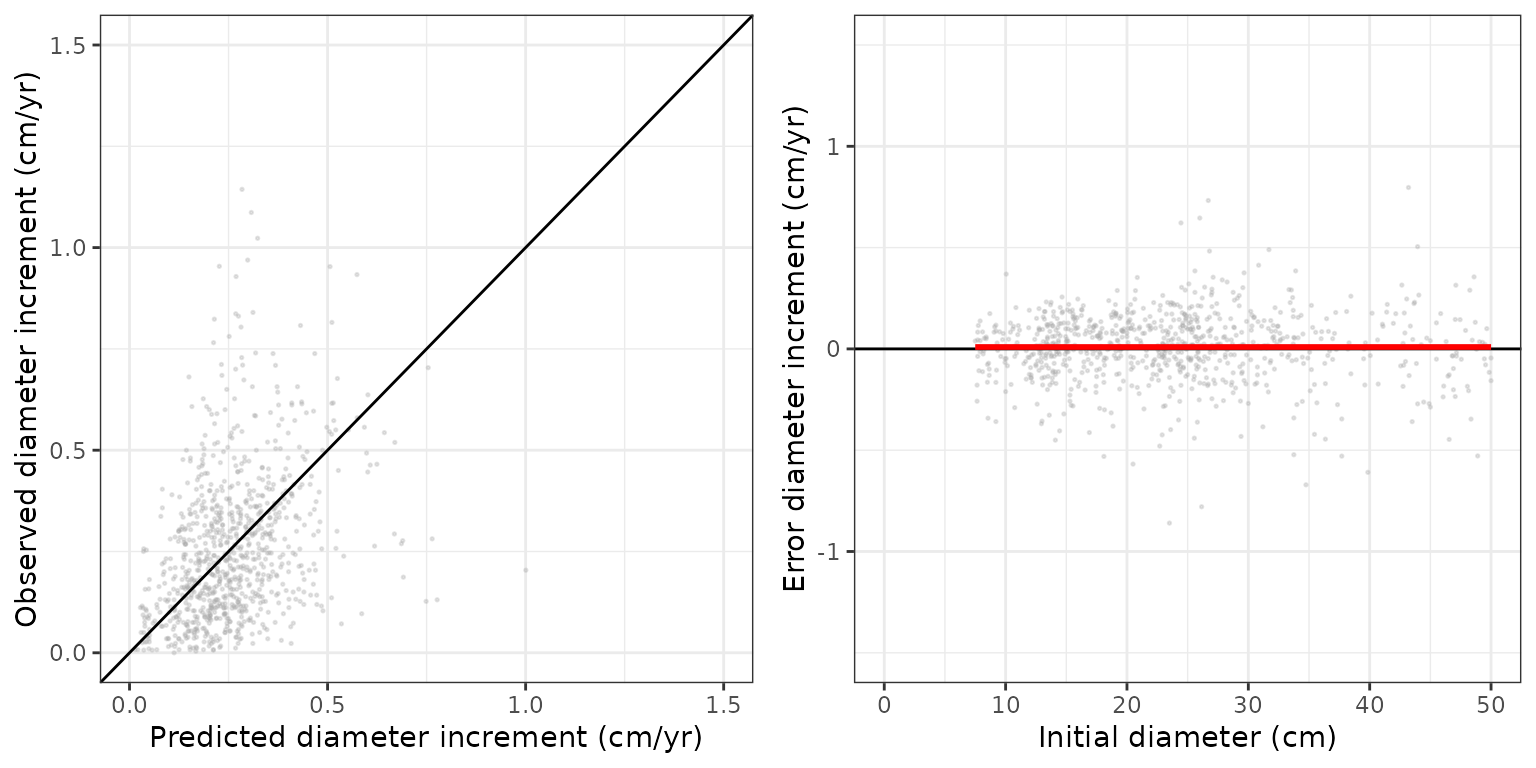 Observed diameter increment (cm/yr)
1.5
1.0
0.5
0.0
0.0 0.5 1.0 1.5
Predicted diameter increment (cm/yr)
Error diameter increment (cm/yr)
1
0
-1
0 10 20 30 40 50
Initial diameter (cm)